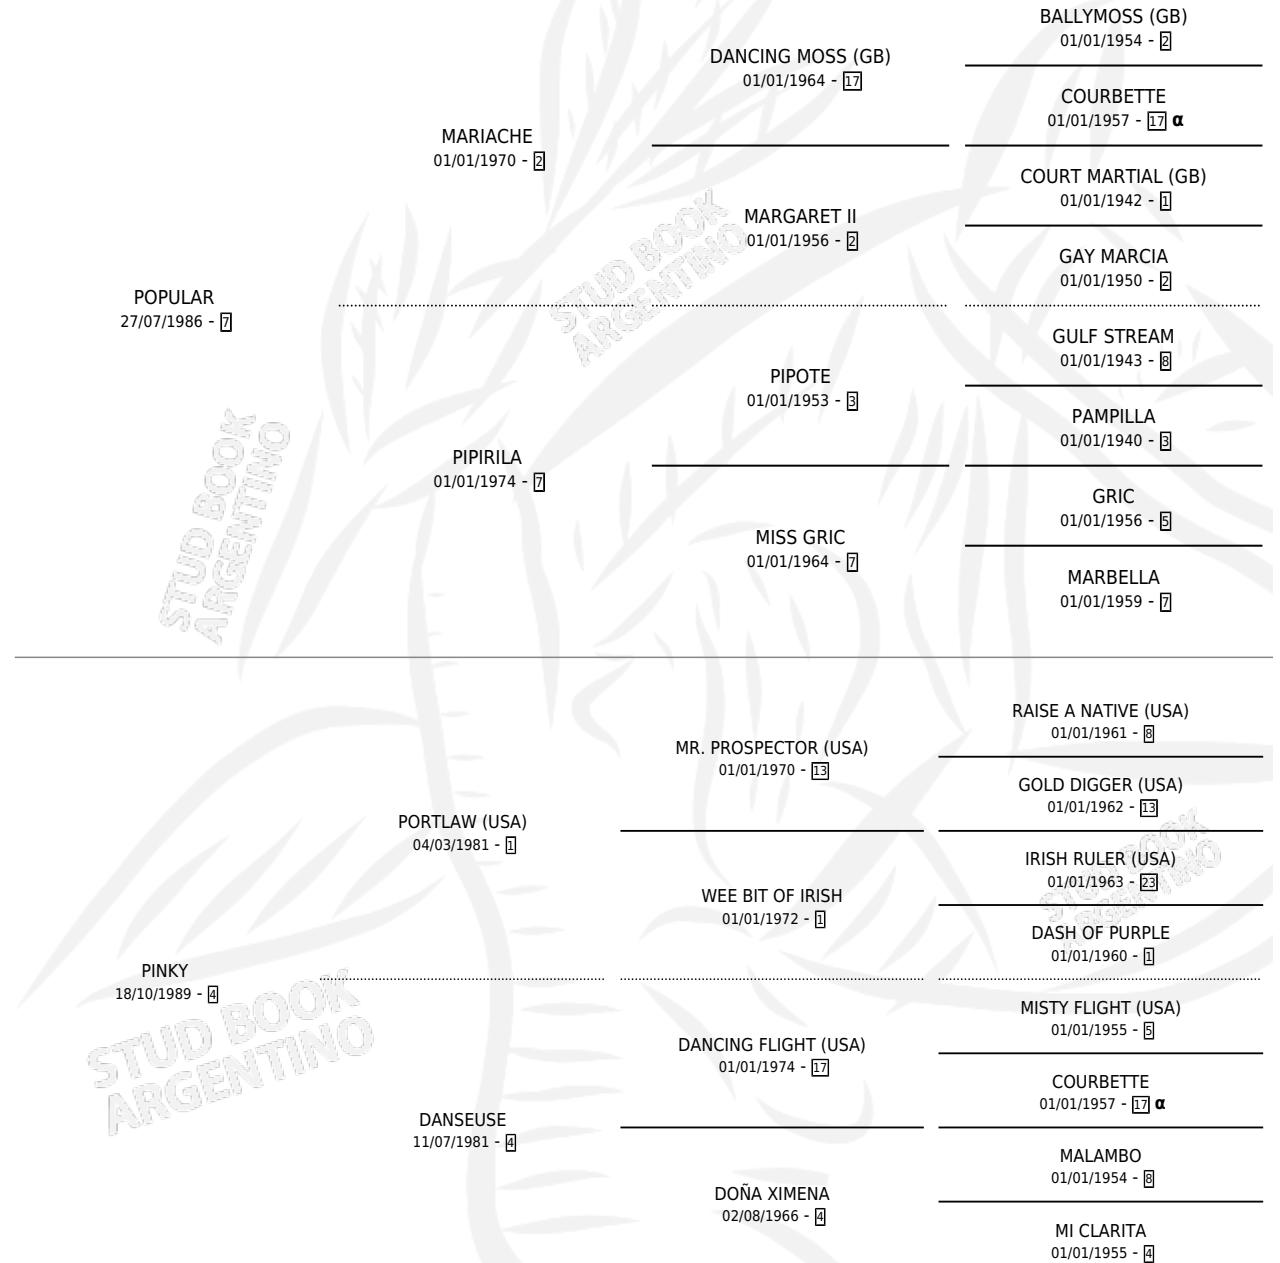 BALLYMOSS (GB)
01/01/1954 - 2
DANCING MOSS (GB)
01/01/1964 - 17
COURBETTE
01/01/1957 - 17 α
MARIACHE
01/01/1970 - 2
COURT MARTIAL (GB)
01/01/1942 - 1
MARGARET II
01/01/1956 - 2
GAY MARCIA
01/01/1950 - 2
POPULAR
27/07/1986 - 7
GULF STREAM
01/01/1943 - 8
PIPOTE
01/01/1953 - 3
PAMPILLA
01/01/1940 - 3
PIPIRILA
01/01/1974 - 7
GRIC
01/01/1956 - 5
MISS GRIC
01/01/1964 - 7
MARBELLA
01/01/1959 - 7
STUD BOOK
ARGENTINO
STUD BOOK
ARGENTINO
RAISE A NATIVE (USA)
01/01/1961 - 8
MR. PROSPECTOR (USA)
01/01/1970 - 13
GOLD DIGGER (USA)
01/01/1962 - 13
PORTLAW (USA)
04/03/1981 - 1
IRISH RULER (USA)
01/01/1963 - 23
WEE BIT OF IRISH
01/01/1972 - 1
DASH OF PURPLE
01/01/1960 - 1
PINKY
18/10/1989 - 4
MISTY FLIGHT (USA)
01/01/1955 - 5
DANCING FLIGHT (USA)
01/01/1974 - 17
COURBETTE
01/01/1957 - 17 α
DANSEUSE
11/07/1981 - 4
MALAMBO
01/01/1954 - 8
DOÑA XIMENA
02/08/1966 - 4
MI CLARITA
01/01/1955 - 4
STUD BOOK
ARGENTINO
STUD BOOK
ARGENTINO